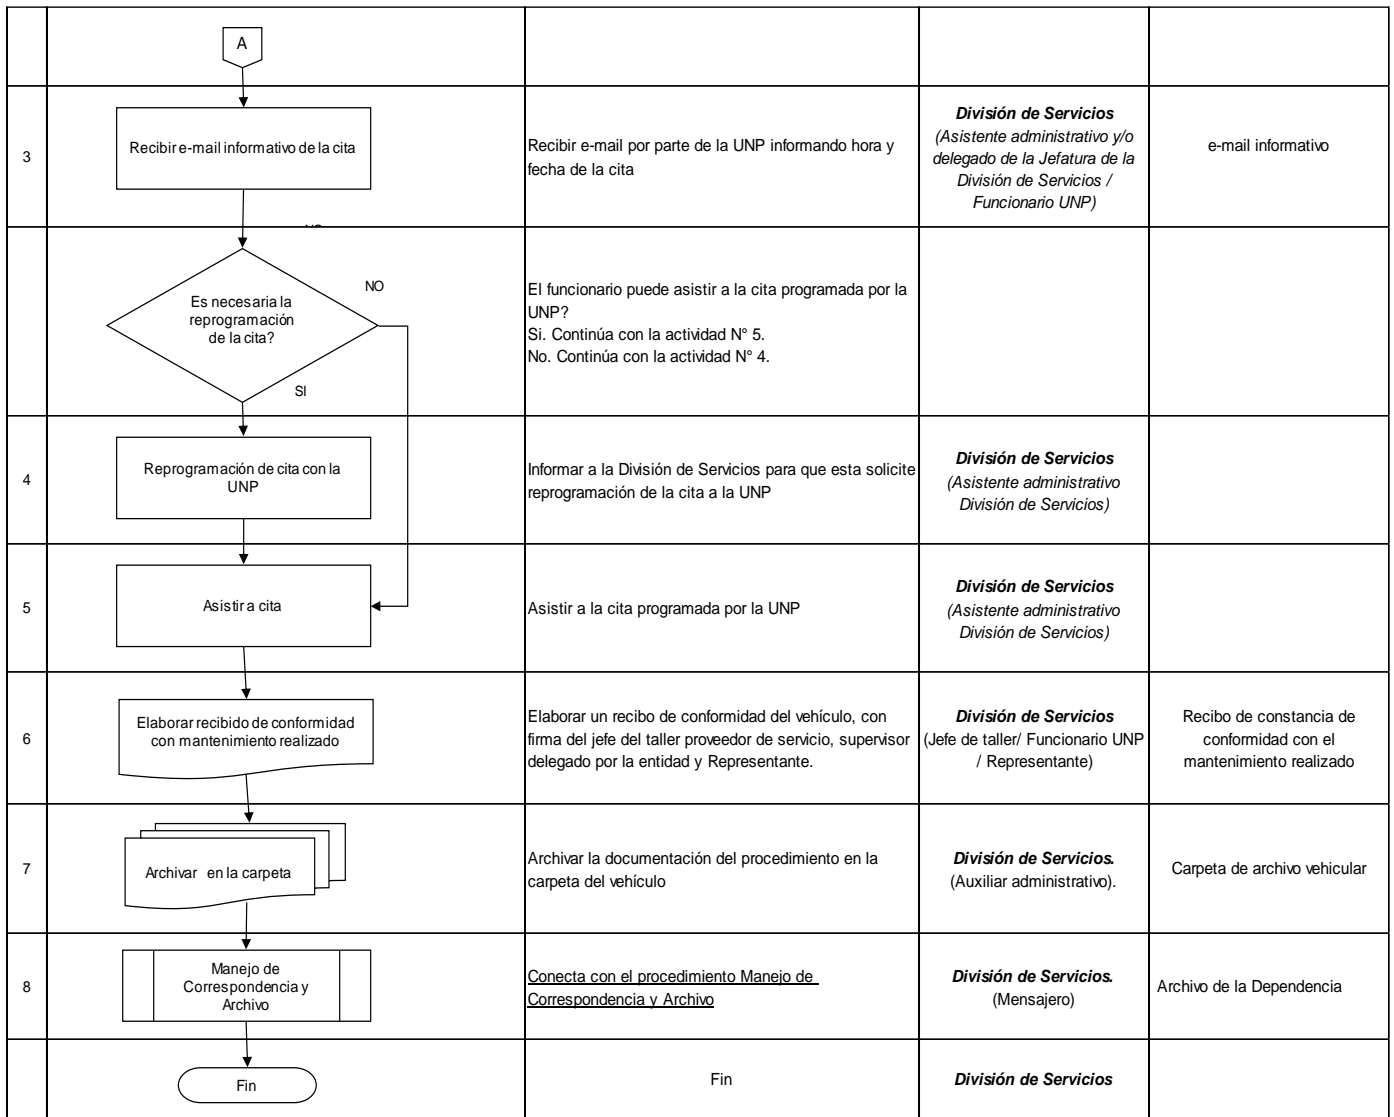 A
3
Recibir e-mail informativo de la cita
Recibir e-mail por parte de la UNP informando hora y
fecha de la cita
División de Servicios
(Asistente administrativo y/o
delegado de la Jefatura de la
División de Servicios /
Funcionario UNP)
e-mail informativo
Es necesaria la
reprogramación
de la cita?
NO
SI
El funcionario puede asistir a la cita programada por la
UNP?
Si. Continúa con la actividad N° 5.
No. Continúa con la actividad N° 4.
4
Reprogramación de cita con la
UNP
Informar a la División de Servicios para que esta solicite
reprogramación de la cita a la UNP
División de Servicios
(Asistente administrativo
División de Servicios)
5
Asistir a cita
Asistir a la cita programada por la UNP
División de Servicios
(Asistente administrativo
División de Servicios)
6
Elaborar recibido de conformidad
con mantenimiento realizado
Elaborar un recibo de conformidad del vehículo, con
firma del jefe del taller proveedor de servicio, supervisor
delegado por la entidad y Representante.
División de Servicios
(Jefe de taller/ Funcionario UNP
/ Representante)
Recibo de constancia de
conformidad con el
mantenimiento realizado
7
Archivar en la carpeta
Archivar la documentación del procedimiento en la
carpeta del vehículo
División de Servicios.
(Auxiliar administrativo).
Carpeta de archivo vehicular
8
Manejo de
Correspondencia y
Archivo
Conecta con el procedimiento Manejo de
Correspondencia y Archivo
División de Servicios.
(Mensajero)
Archivo de la Dependencia
Fin
Fin
División de Servicios